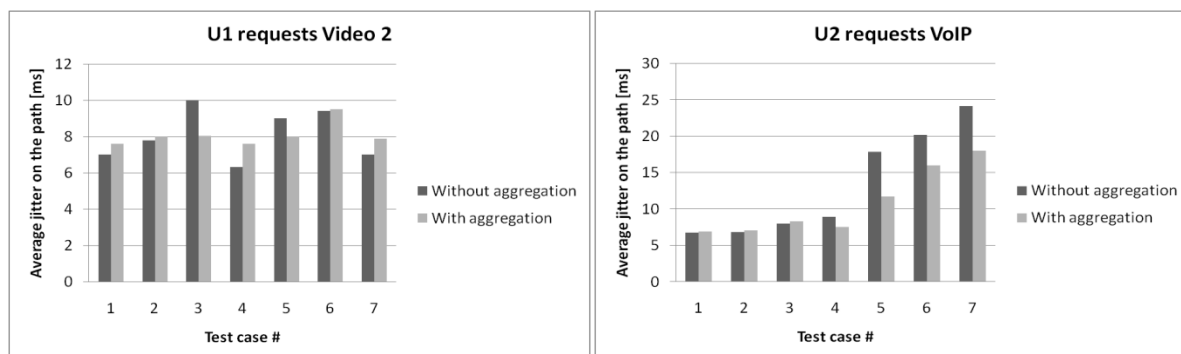 U1 requests Video 2
Average jitter on the path [ms]
12
10
8
6
4
2
0
1 2 3 4 5 6 7
Test case #
Without aggregation
With aggregation
U2 requests VoIP
Average jitter on the path [ms]
30
25
20
15
10
5
0
1 2 3 4 5 6 7
Test case #
Without aggregation
With aggregation